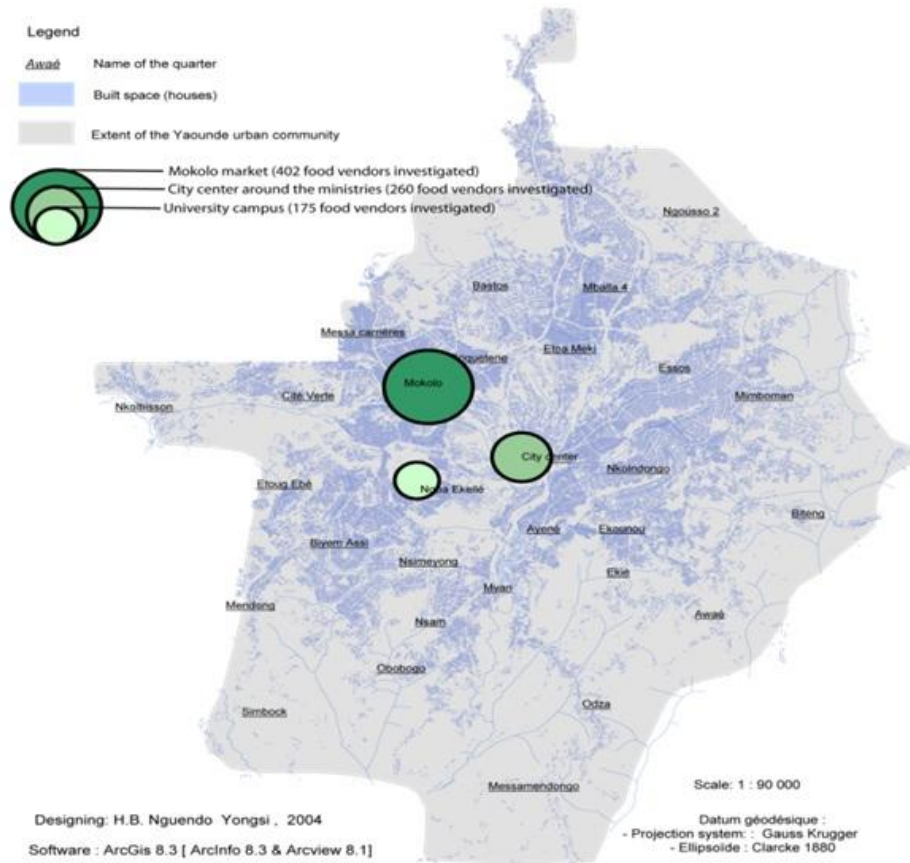 Legend
Awaé Name of the quarter
Built space (houses)
Extent of the Yaounde urban community
Mokolo market (402 food vendors investigated)
City center around the ministries (260 food vendors investigated)
University campus (175 food vendors investigated)
Ngousso 2
Bastos
Mballa 4
Messa carrières
Etoa Meki
Essos
Mokolo
Cité Verte
Mimboman
Nkolbisson
City center
Nkolndongo
Etoug Ebé
Ngoa Ekellé
Biteng
Ayené
Ekounou
Biyem Assi
Nsimeyong
Ekié
Myan
Mendong
Awaé
Nsam
Obobogo
Odza
Simbock
Messamendongo
Scale: 1 : 90 000
Designing: H.B. Nguendo Yongsi , 2004
Datum géodésique :
- Projection system: : Gauss Krugger
- Ellipsoïde : Clarcke 1880
Software : ArcGis 8.3 [ ArcInfo 8.3 & Arcview 8.1]